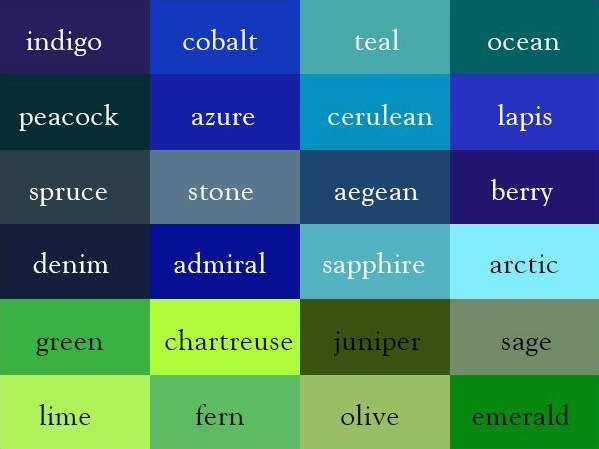 indigo cobalt teal ocean
peacock azure cerulean lapis
spruce stone aegean berry
denim admiral sapphire arctic
green chartreuse juniper sage
lime fern olive emerald